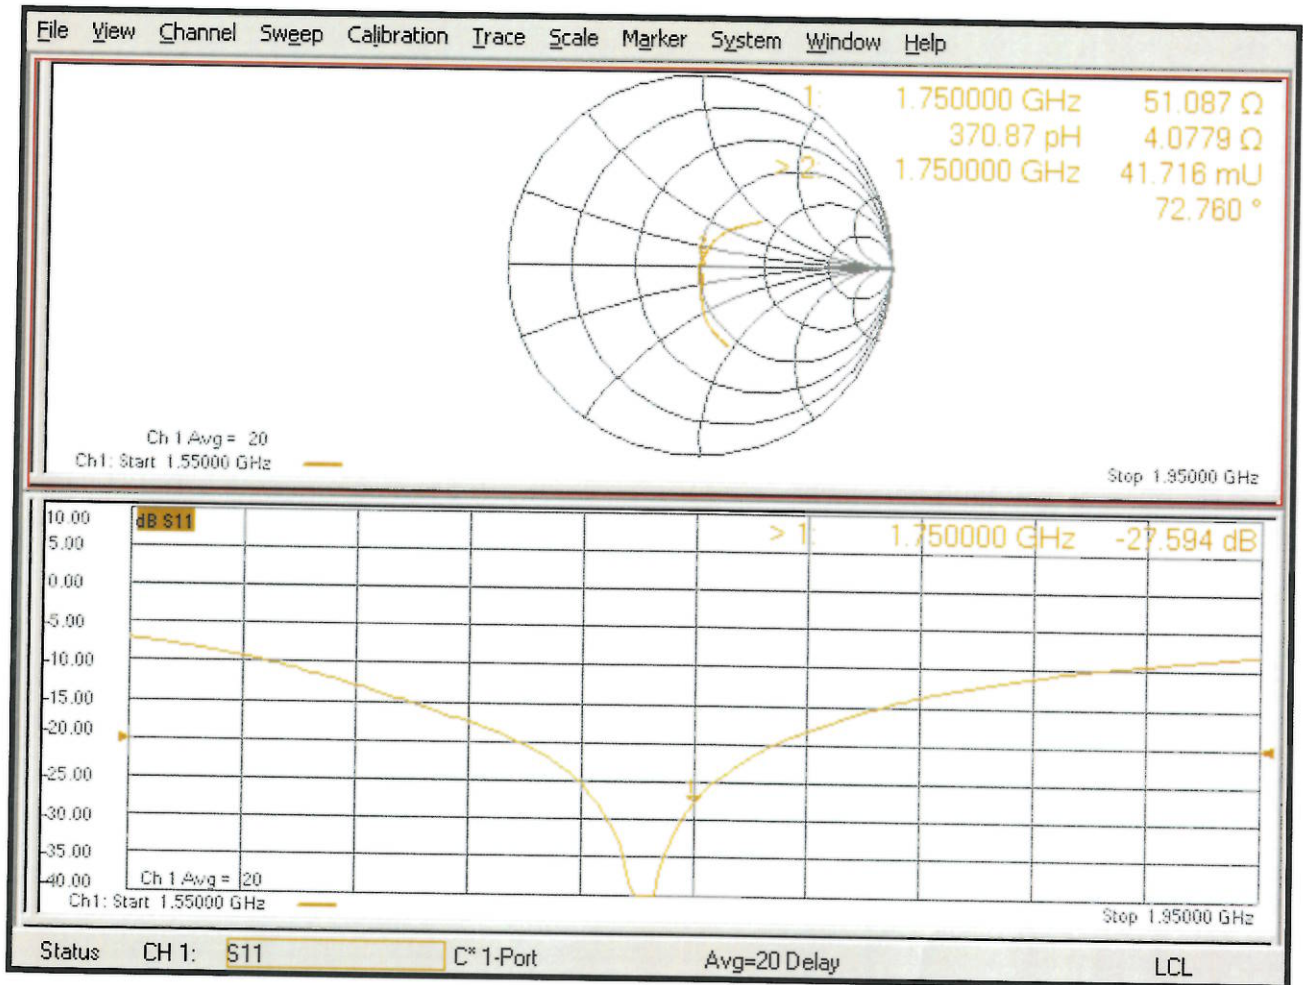 File View Channel Sweep Calibration Trace Scale Marker System Window Help
1: 1.750000 GHz 51.087 Ω
370.87 pH 4.0779 Ω
> 2: 1.750000 GHz 41.716 mU
72.760 °
Ch 1 Avg = 20
Ch1: Start 1.55000 GHz
Stop 1.95000 GHz
10.00
dB S11
> 1: 1.750000 GHz -27.594 dB
5.00
0.00
-5.00
-10.00
-15.00
-20.00
-25.00
1
-30.00
-35.00
-40.00
Ch 1 Avg = 20
Ch1: Start 1.55000 GHz
Stop 1.95000 GHz
Status CH 1: S11 C* 1-Port Avg=20 Delay LCL